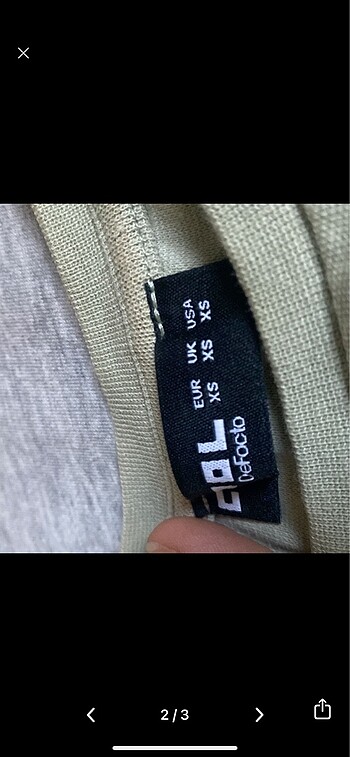 DeFacto
EUR UK USA
XS XS XS
2/3